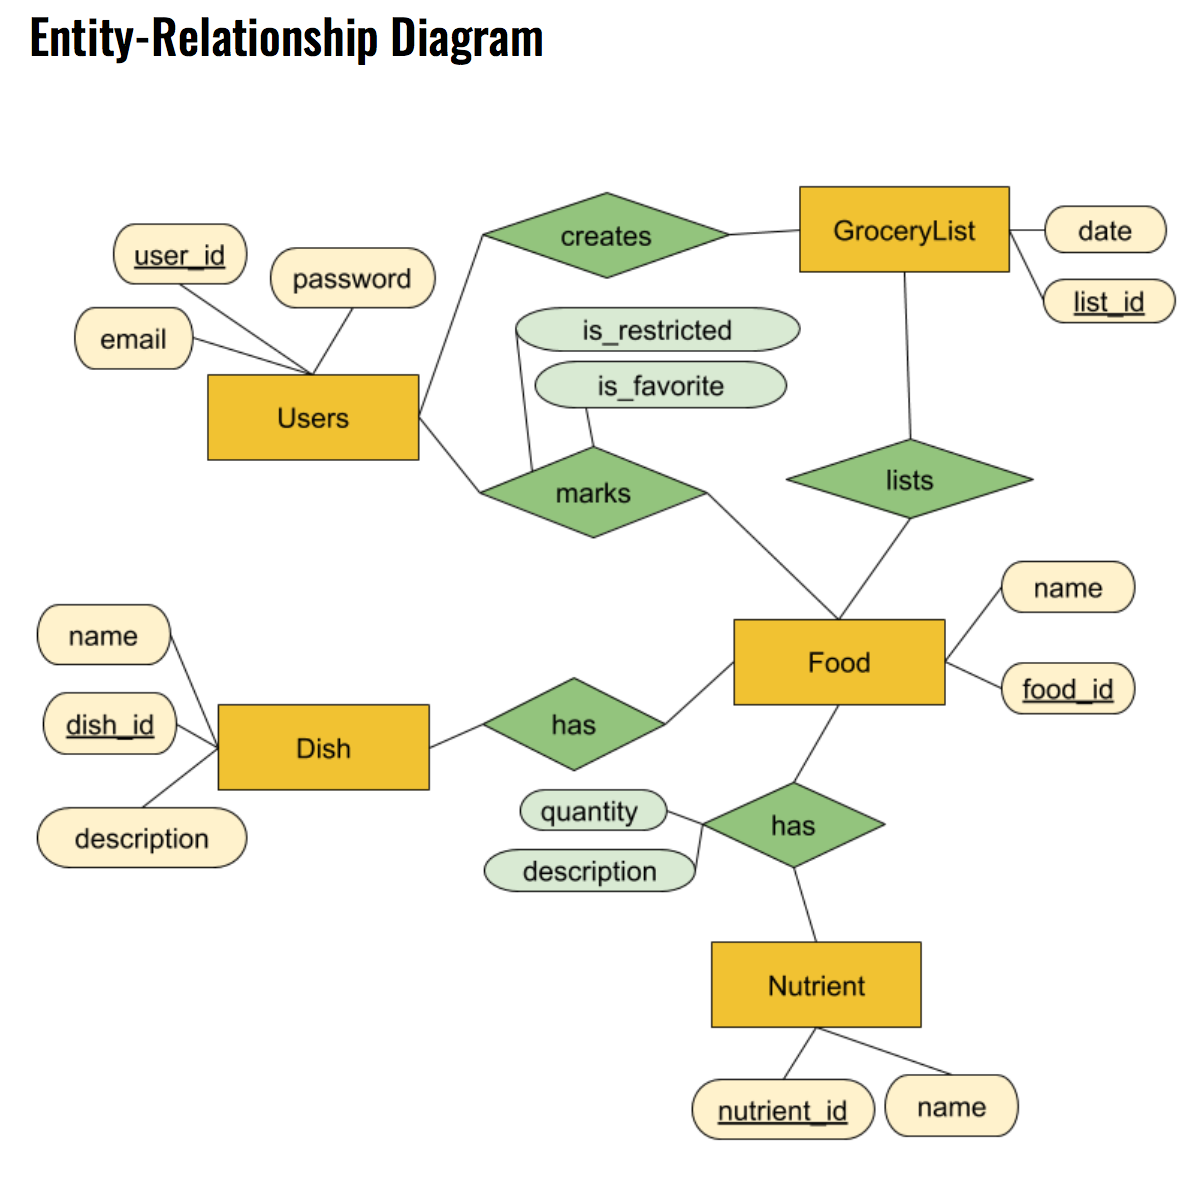 Entity-Relationship Diagram
creates
GroceryList
date
list_id
user_id
password
email
Users
is_restricted
is_favorite
marks
lists
name
food_id
Food
name
dish_id
description
Dish
has
quantity
description
has
Nutrient
nutrient_id
name